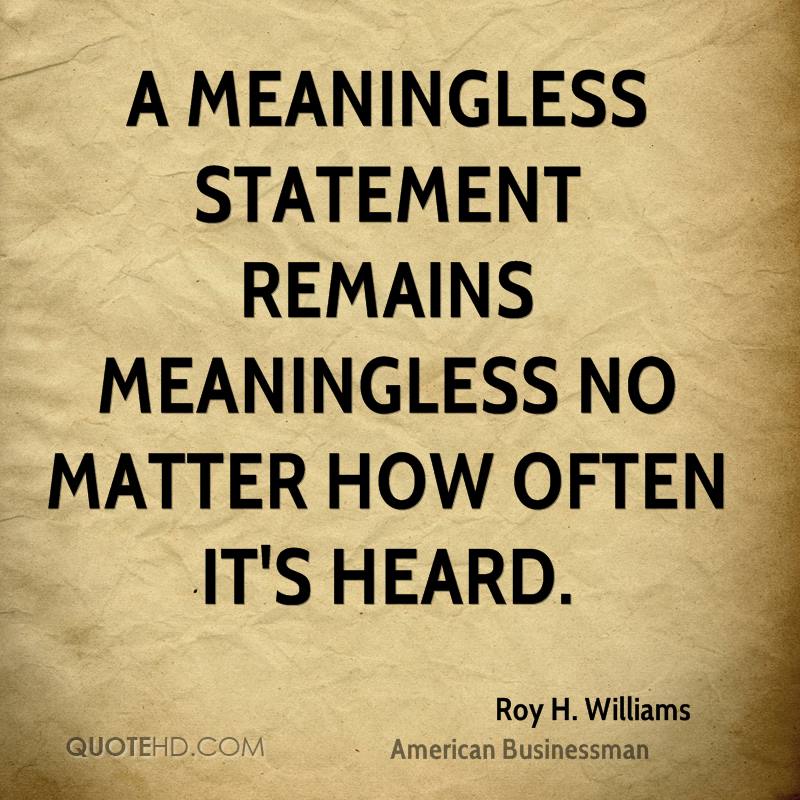 A MEANINGLESS
STATEMENT
REMAINS
MEANINGLESS NO
MATTER HOW OFTEN
IT'S HEARD.
Roy H. Williams
QUOTEHD.COM American Businessman